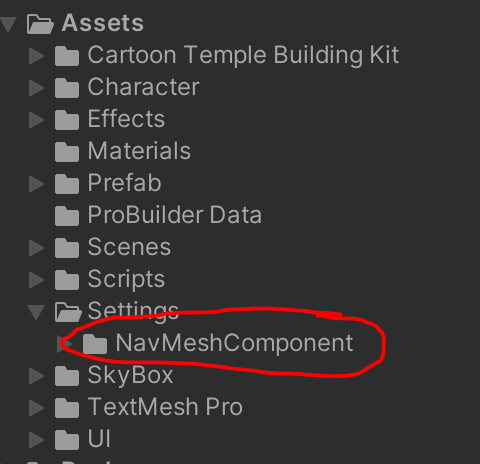 Assets
Cartoon Temple Building Kit
Character
Effects
Materials
Prefab
ProBuilder Data
Scenes
Scripts
Settings
NavMeshComponent
SkyBox
TextMesh Pro
UI